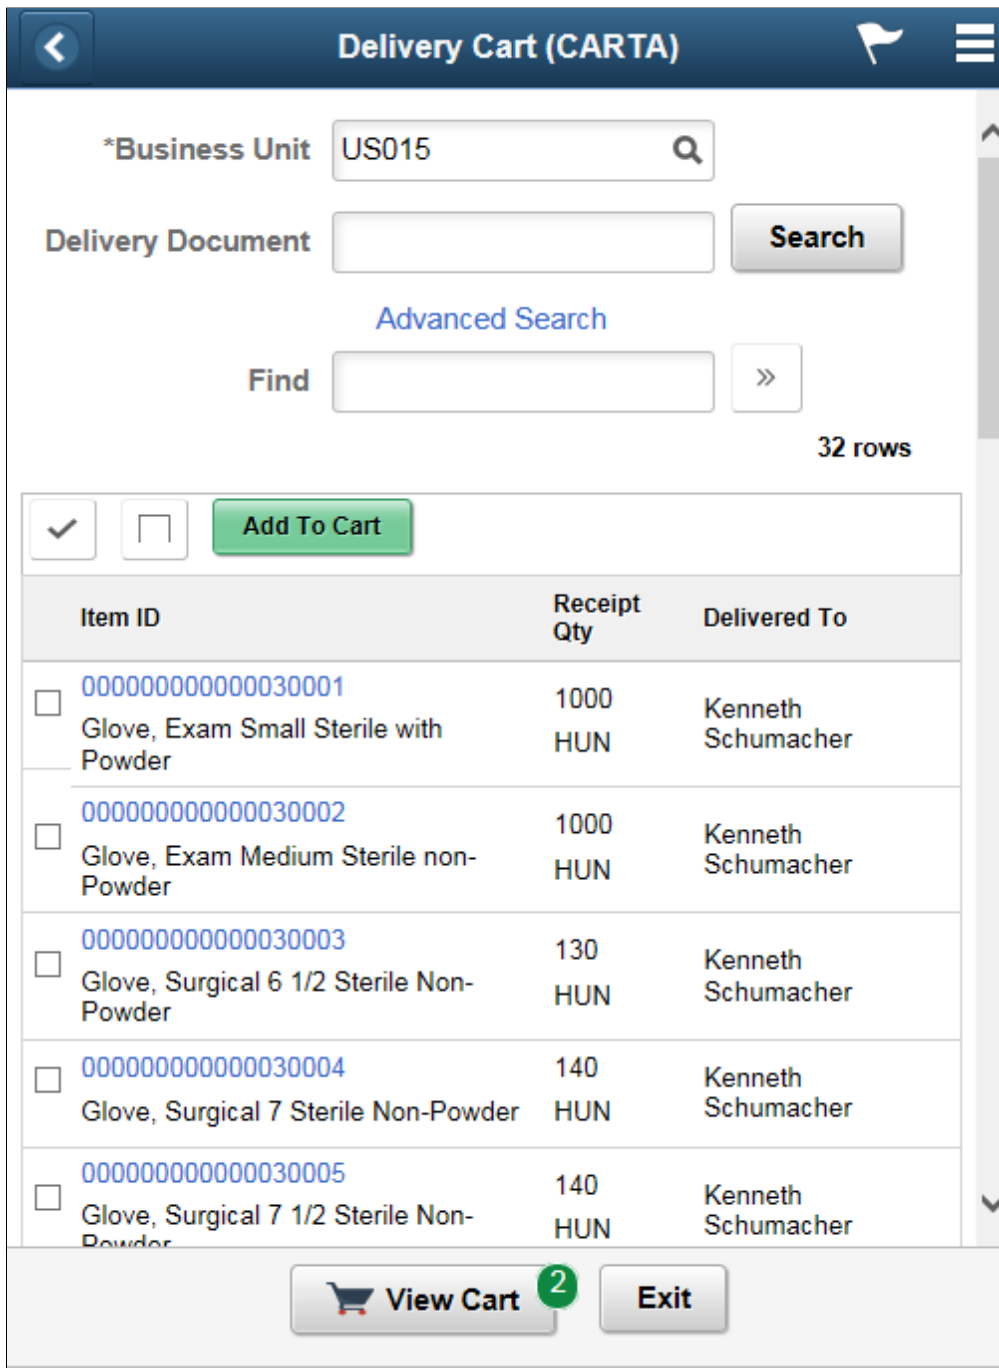 Delivery Cart (CARTA)
*Business Unit US015
Delivery Document Search
Advanced Search
Find »
32 rows
Add To Cart
Item ID Receipt Qty Delivered To
000000000000030001
Glove, Exam Small Sterile with
Powder
1000
HUN
Kenneth
Schumacher
000000000000030002
Glove, Exam Medium Sterile non-
Powder
1000
HUN
Kenneth
Schumacher
000000000000030003
Glove, Surgical 6 1/2 Sterile Non-
Powder
130
HUN
Kenneth
Schumacher
000000000000030004
Glove, Surgical 7 Sterile Non-Powder
140
HUN
Kenneth
Schumacher
000000000000030005
Glove, Surgical 7 1/2 Sterile Non-
Powder
140
HUN
Kenneth
Schumacher
View Cart 2 Exit